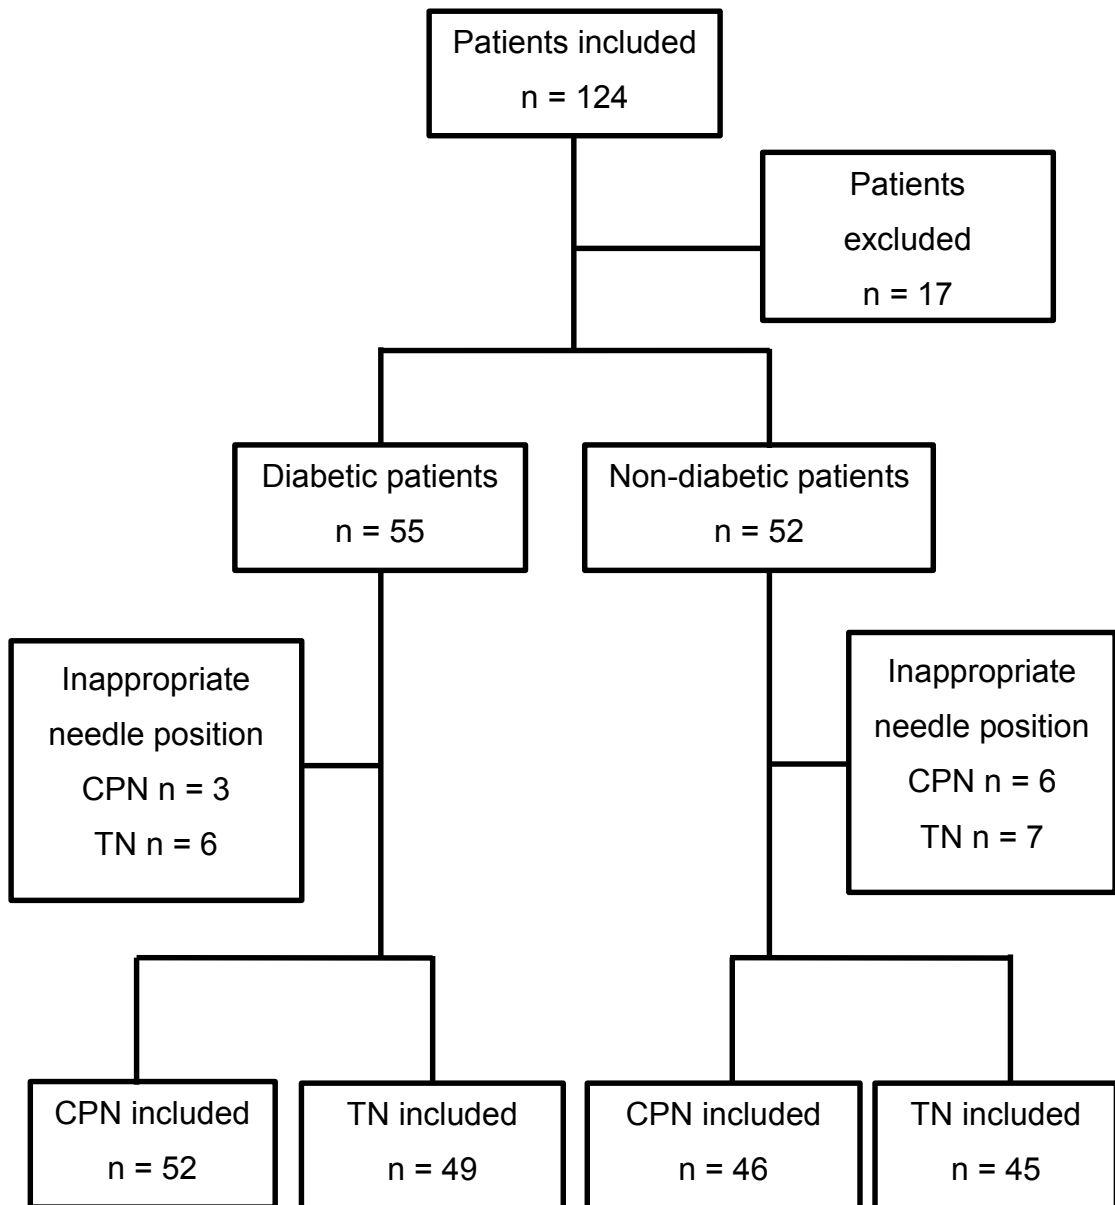 Patients included
n = 124
Patients
excluded
n = 17
Diabetic patients
n = 55
Non-diabetic patients
n = 52
Inappropriate
needle position
CPN n = 3
TN n = 6
Inappropriate
needle position
CPN n = 6
TN n = 7
CPN included
n = 52
TN included
n = 49
CPN included
n = 46
TN included
n = 45